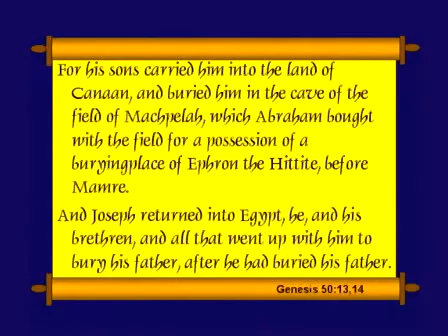 For his sons carried him into the land of
Canaan, and buried him in the cave of the
field of Machpelah, which Abraham bought
with the field for a possession of a
buryingplace of Ephron the Hittite, before
Mamre.
And Joseph returned into Egypt, he, and his
brethren, and all that went up with him to
bury his father, after he had buried his father.
Genesis 50:13,14